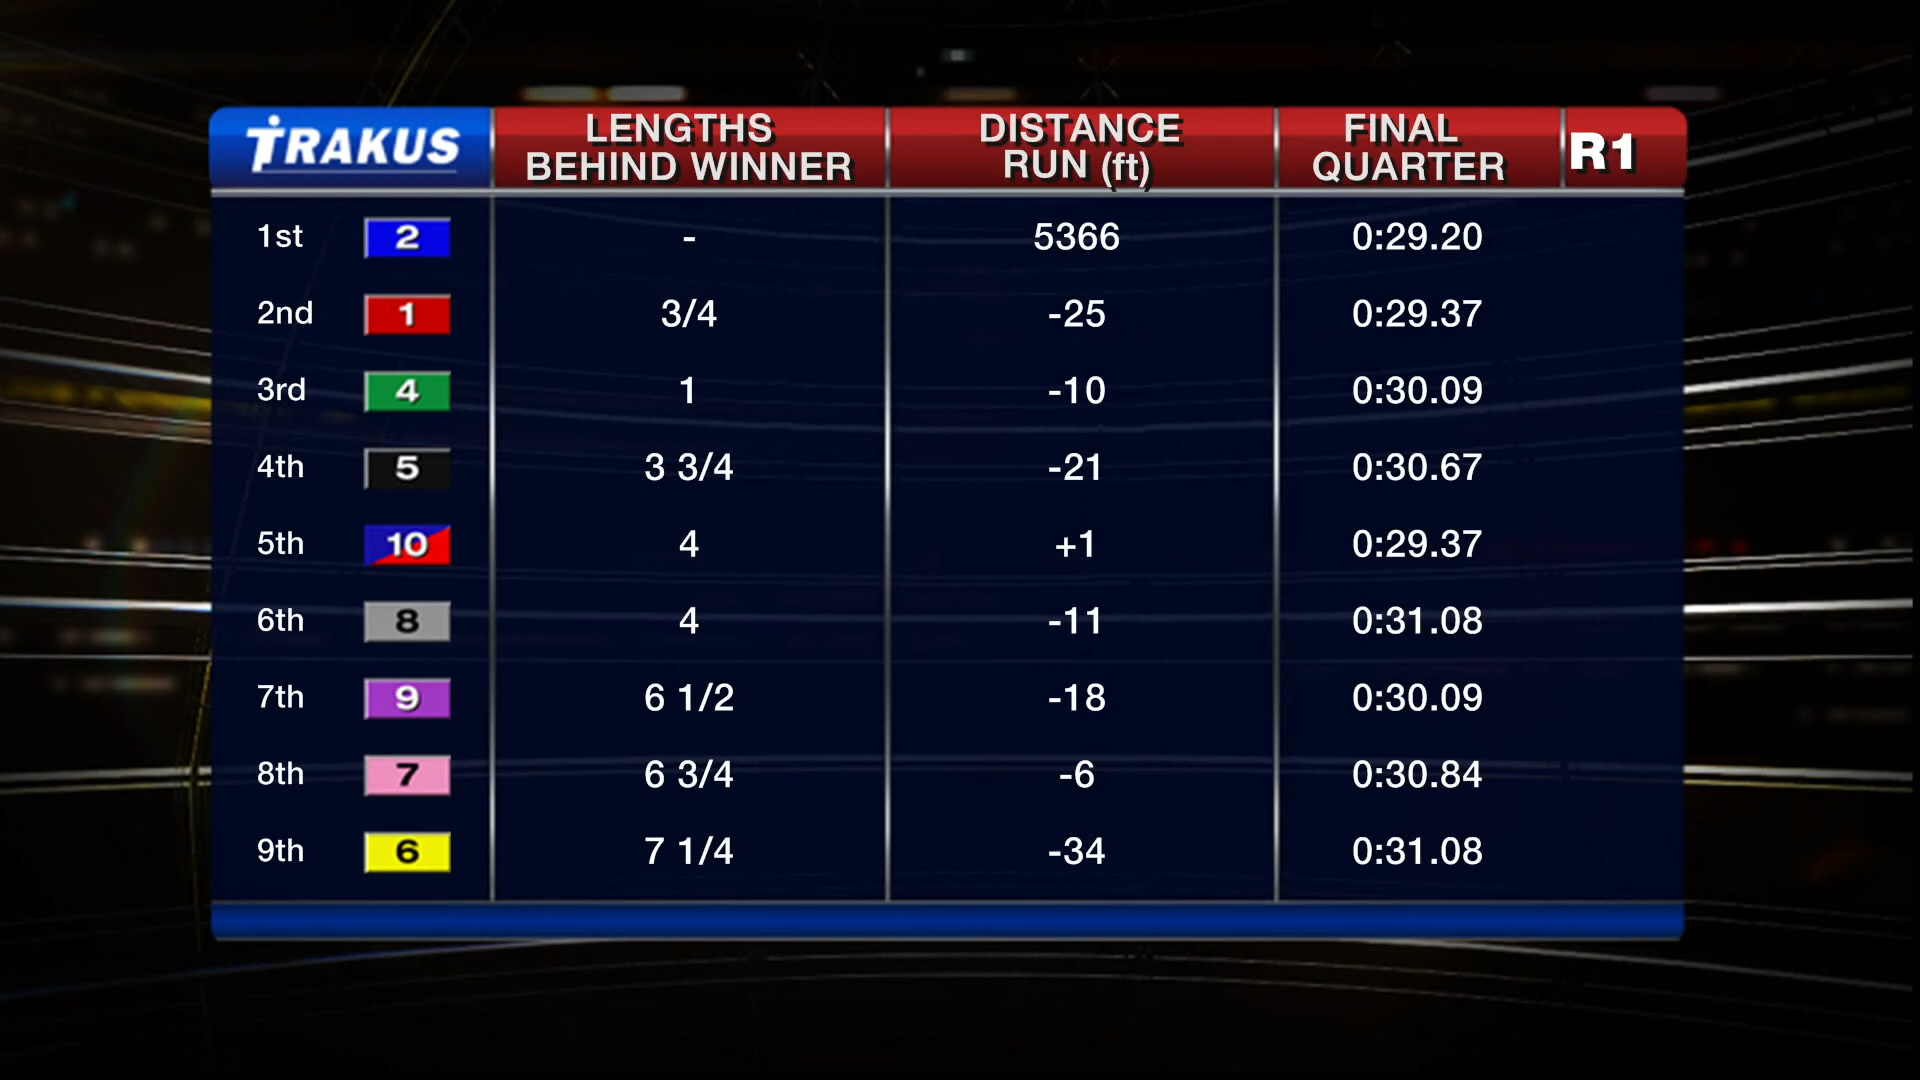 TRAKUS
LENGTHS
BEHIND WINNER
DISTANCE
RUN (ft)
FINAL
QUARTER
R1
1st 2 - 5366 0:29.20
2nd 1 3/4 -25 0:29.37
3rd 4 1 -10 0:30.09
4th 5 3 3/4 -21 0:30.67
5th 10 4 +1 0:29.37
6th 8 4 -11 0:31.08
7th 9 6 1/2 -18 0:30.09
8th 7 6 3/4 -6 0:30.84
9th 6 7 1/4 -34 0:31.08